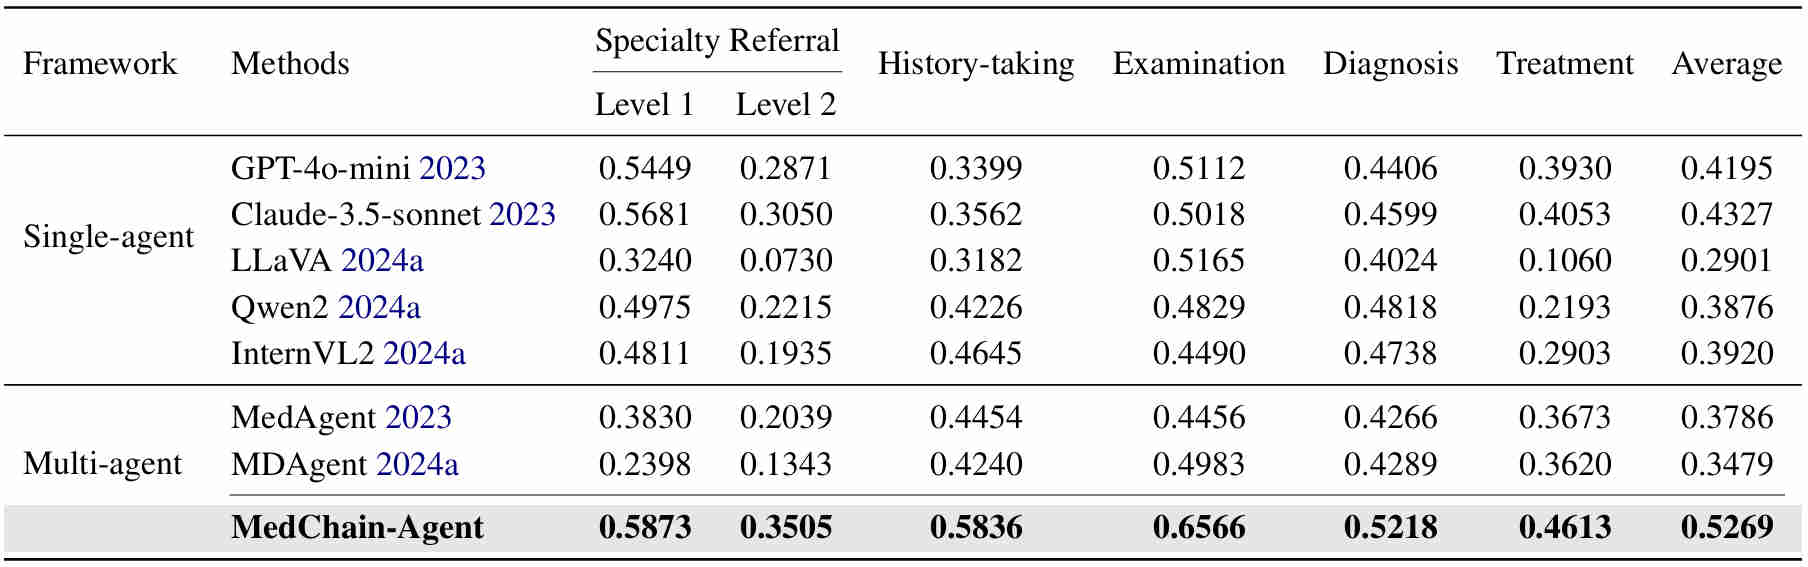 Framework Methods Specialty Referral History-taking Examination Diagnosis Treatment Average
Level 1 Level 2
Single-agent
GPT-4o-mini 2023 0.5449 0.2871 0.3399 0.5112 0.4406 0.3930 0.4195
Claude-3.5-sonnet 2023 0.5681 0.3050 0.3562 0.5018 0.4599 0.4053 0.4327
LLaVA 2024a 0.3240 0.0730 0.3182 0.5165 0.4024 0.1060 0.2901
Qwen2 2024a 0.4975 0.2215 0.4226 0.4829 0.4818 0.2193 0.3876
InternVL2 2024a 0.4811 0.1935 0.4645 0.4490 0.4738 0.2903 0.3920
Multi-agent
MedAgent 2023 0.3830 0.2039 0.4454 0.4456 0.4266 0.3673 0.3786
MDAgent 2024a 0.2398 0.1343 0.4240 0.4983 0.4289 0.3620 0.3479
MedChain-Agent 0.5873 0.3505 0.5836 0.6566 0.5218 0.4613 0.5269